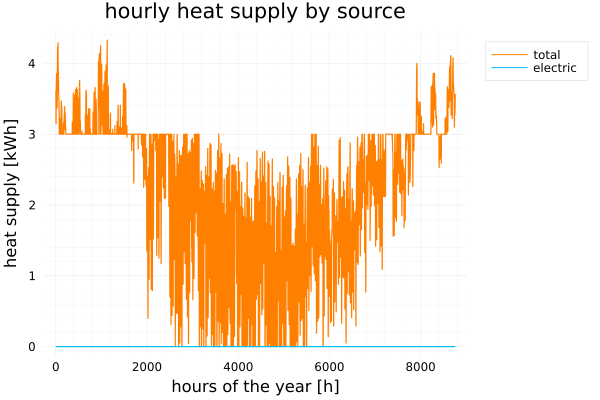 hourly heat supply by source
total
electric
heat supply [kWh]
4
3
2
1
0
0 2000 4000 6000 8000
hours of the year [h]